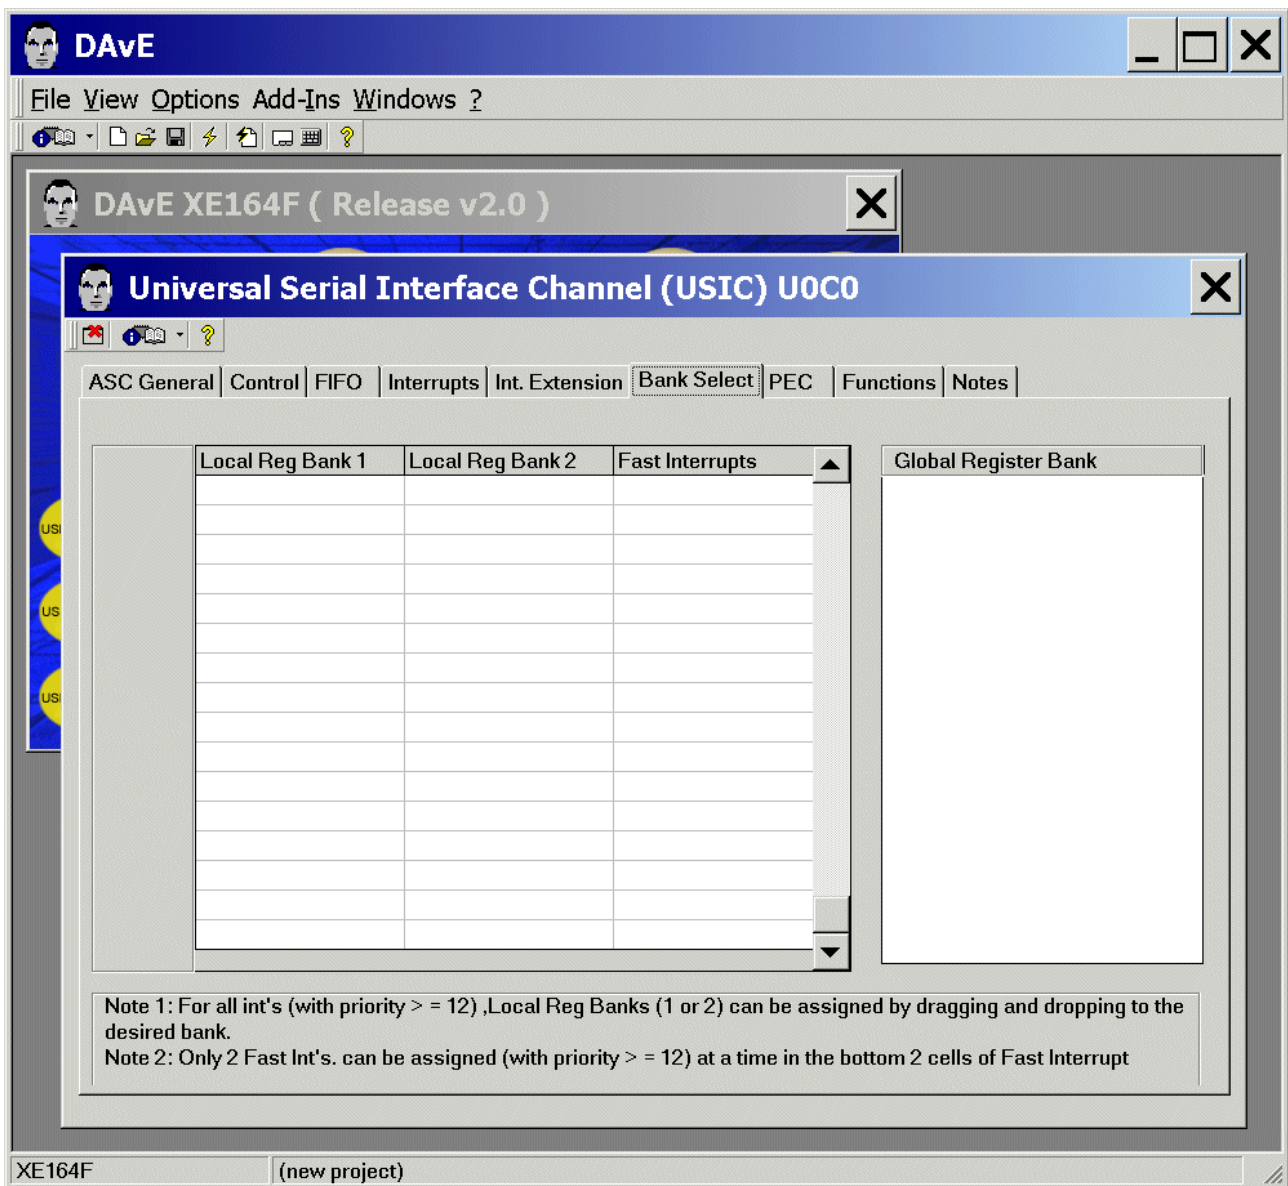 DAvE
File View Options Add-Ins Windows ?
DAvE XE164F ( Release v2.0 )
Universal Serial Interface Channel (USIC) U0C0
ASC General Control FIFO Interrupts Int. Extension Bank Select PEC Functions Notes
Local Reg Bank 1 Local Reg Bank 2 Fast Interrupts Global Register Bank
USI
US
USI
Note 1: For all int's (with priority > = 12) ,Local Reg Banks (1 or 2) can be assigned by dragging and dropping to the
desired bank.
Note 2: Only 2 Fast Int's. can be assigned (with priority > = 12) at a time in the bottom 2 cells of Fast Interrupt
XE164F (new project)